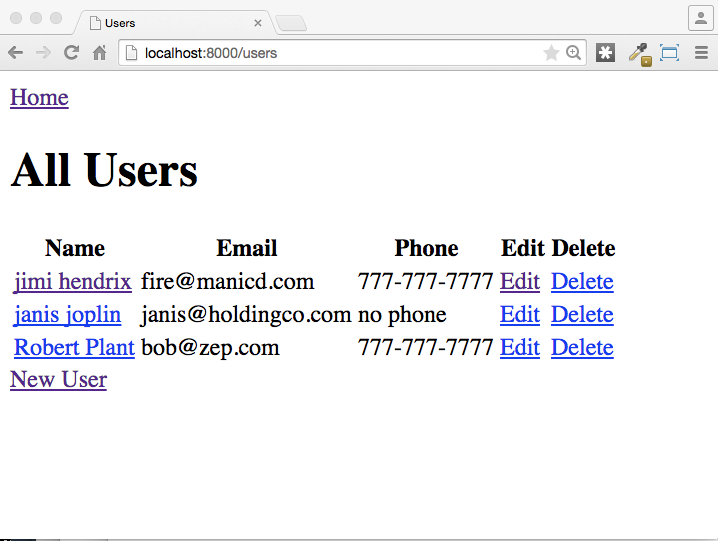 Users
localhost:8000/users
Home
All Users
Name Email Phone Edit Delete
jimi hendrix fire@manicd.com 777-777-7777 Edit Delete
janis joplin janis@holdingco.com no phone Edit Delete
Robert Plant bob@zep.com 777-777-7777 Edit Delete
New User